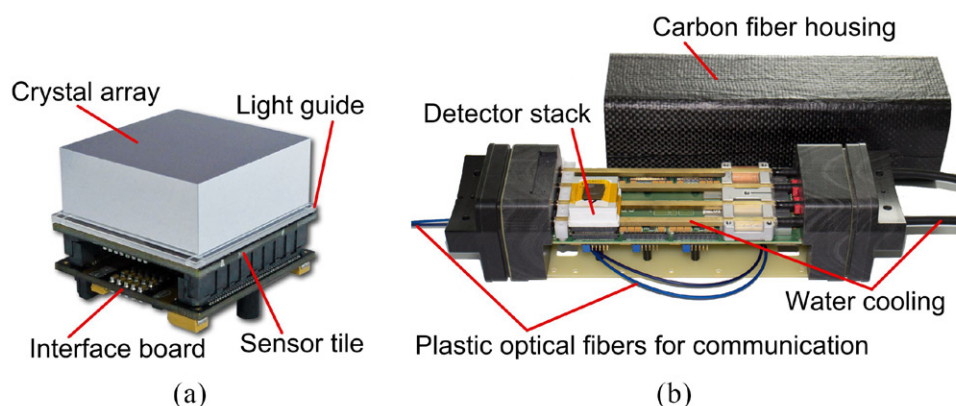 Carbon fiber housing
Crystal array
Light guide
Detector stack
Water cooling
Interface board
Sensor tile
Plastic optical fibers for communication
(a)
(b)